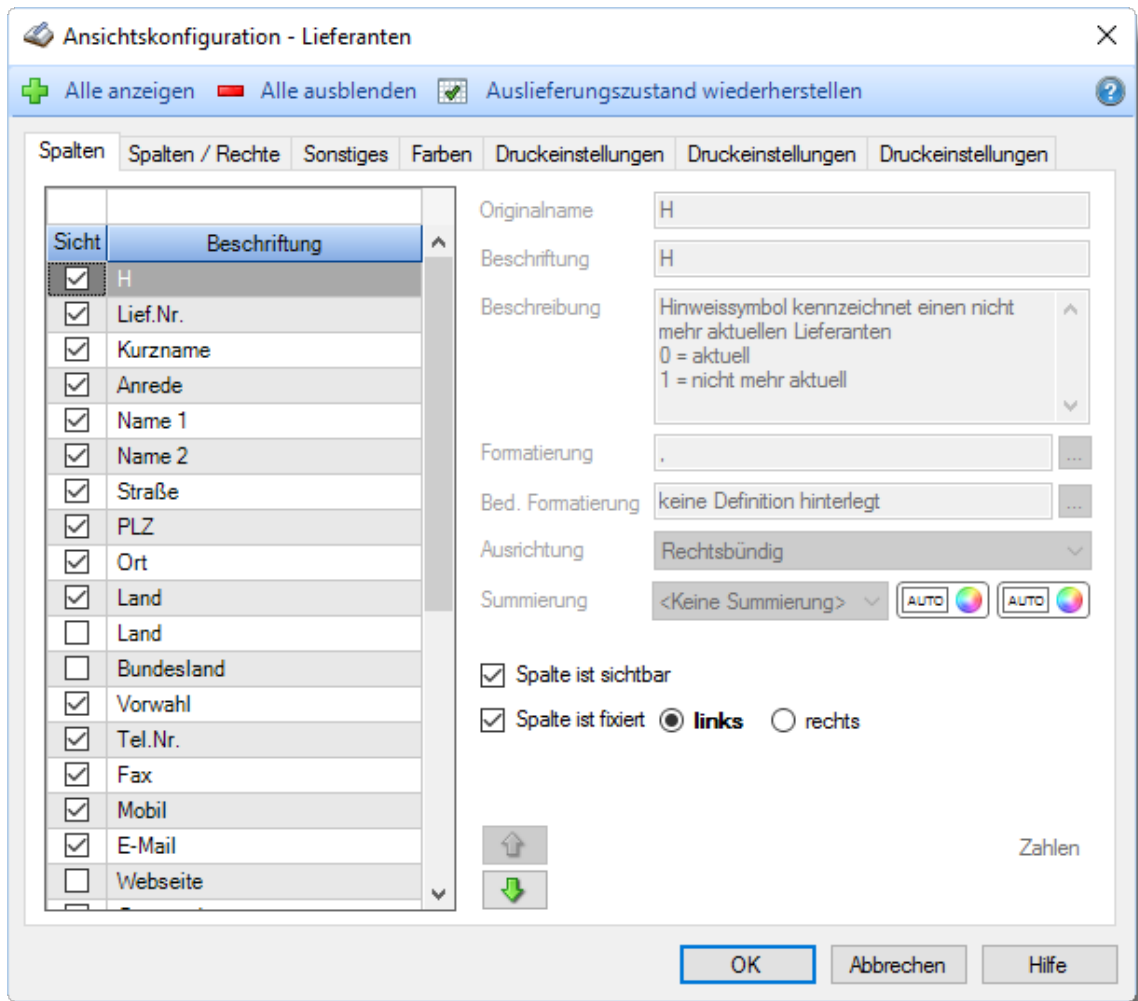 Ansichtskonfiguration - Lieferanten
Alle anzeigen Alle ausblenden Auslieferungszustand wiederherstellen ?
Spalten Spalten / Rechte Sonstiges Farben Druckeinstellungen Druckeinstellungen Druckeinstellungen
Sicht Beschriftung
H
Lief.Nr.
Kurzname
Anrede
Name 1
Name 2
Straße
PLZ
Ort
Land
Land
Bundesland
Vorwahl
Tel.Nr.
Fax
Mobil
E-Mail
Webseite
Originalname H
Beschriftung H
Beschreibung Hinweissymbol kennzeichnet einen nicht
mehr aktuellen Lieferanten
0 = aktuell
1 = nicht mehr aktuell
Formatierung , ...
Bed. Formatierung keine Definition hinterlegt ...
Ausrichtung Rechtsbündig
Summierung <Keine Summierung> AUTO AUTO
Spalte ist sichtbar
Spalte ist fixiert links rechts
Zahlen
OK Abbrechen Hilfe